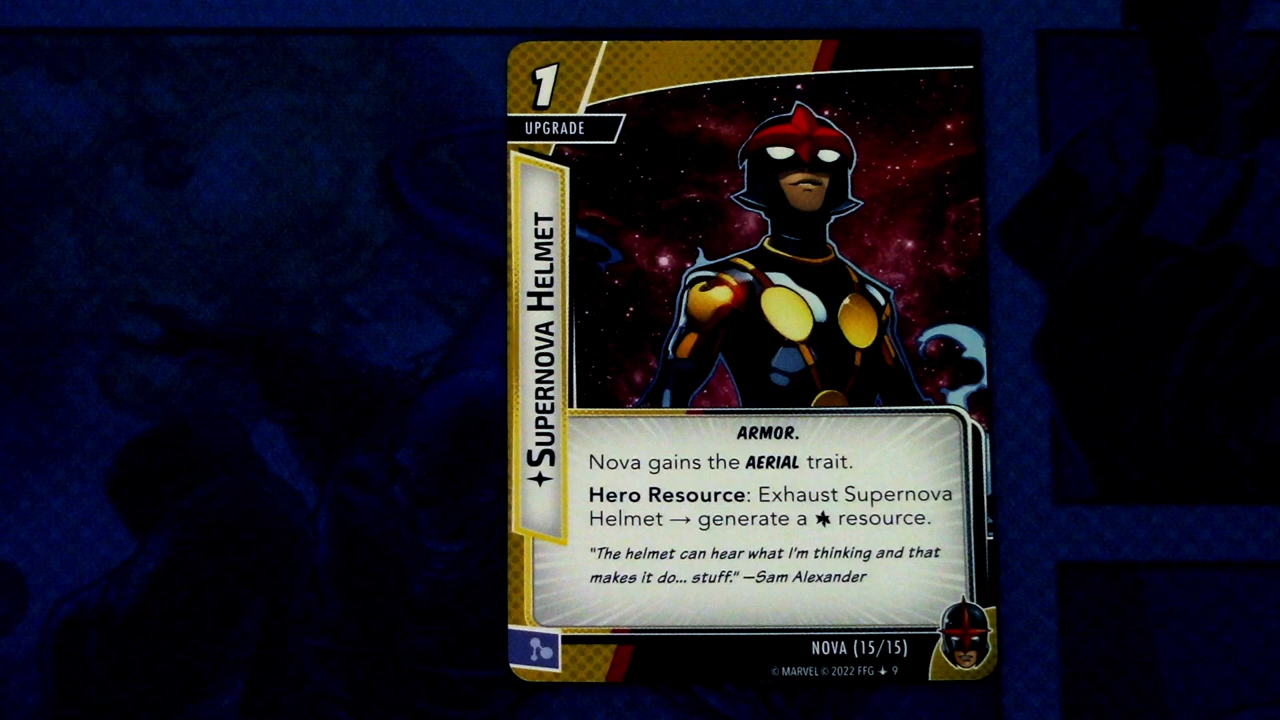 1
UPGRADE
SUPERNOVA HELMET
ARMOR.
Nova gains the AERIAL trait.
Hero Resource: Exhaust Supernova
Helmet → generate a resource.
"The helmet can hear what I'm thinking and that
makes it do... stuff." —Sam Alexander
NOVA (15/15)
© MARVEL © 2022 FFG 9